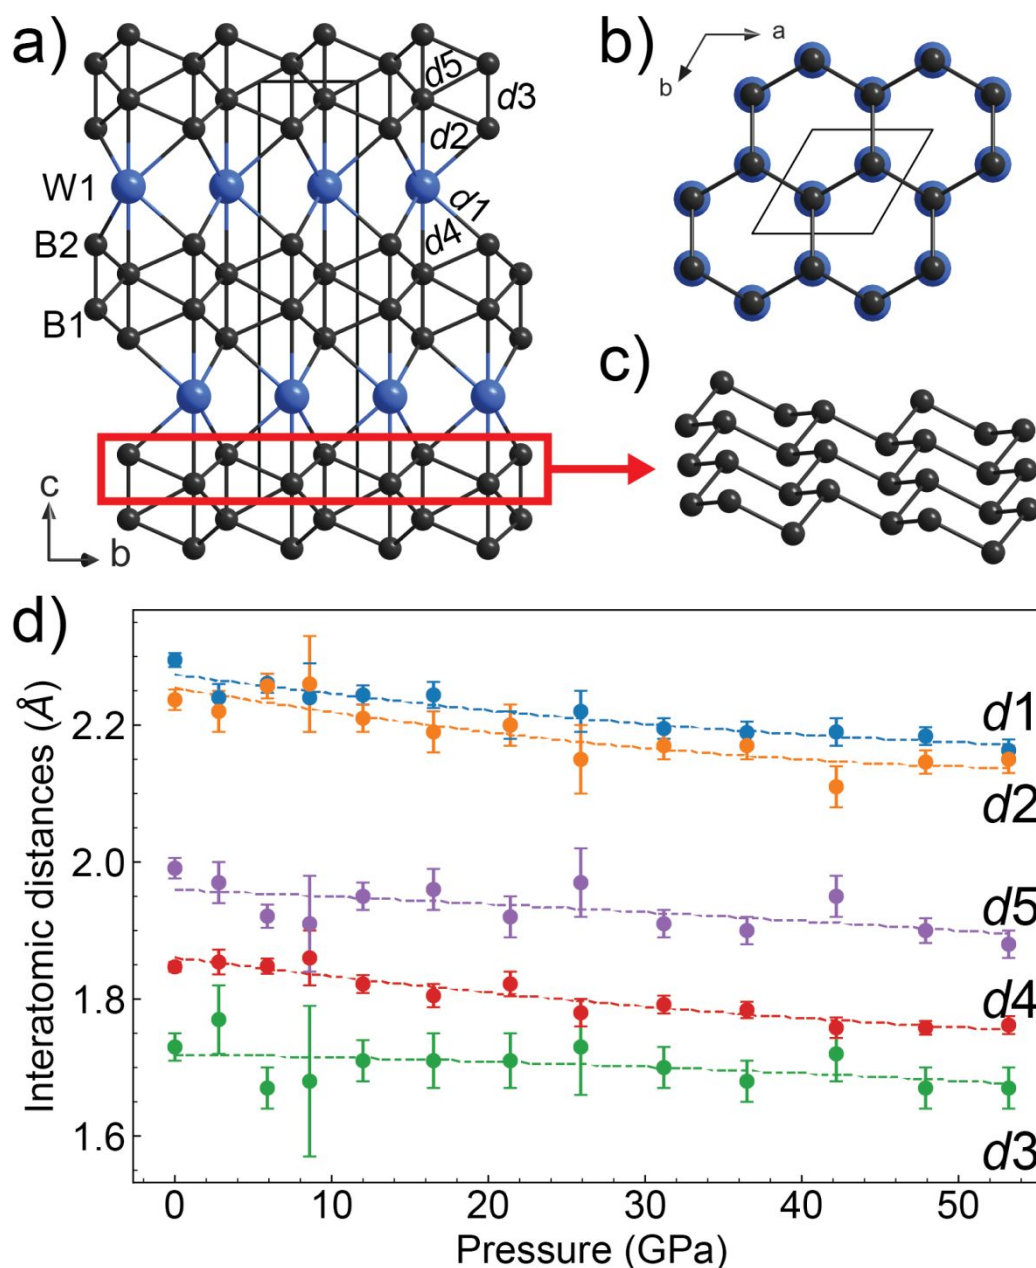 a)
d5
d3
d2
W1
d1
B2
d4
B1
c
b
b)
a
b
c)
d)
Interatomic distances (Å)
2.2
2.0
1.8
1.6
d1
d2
d5
d4
d3
0 10 20 30 40 50
Pressure (GPa)